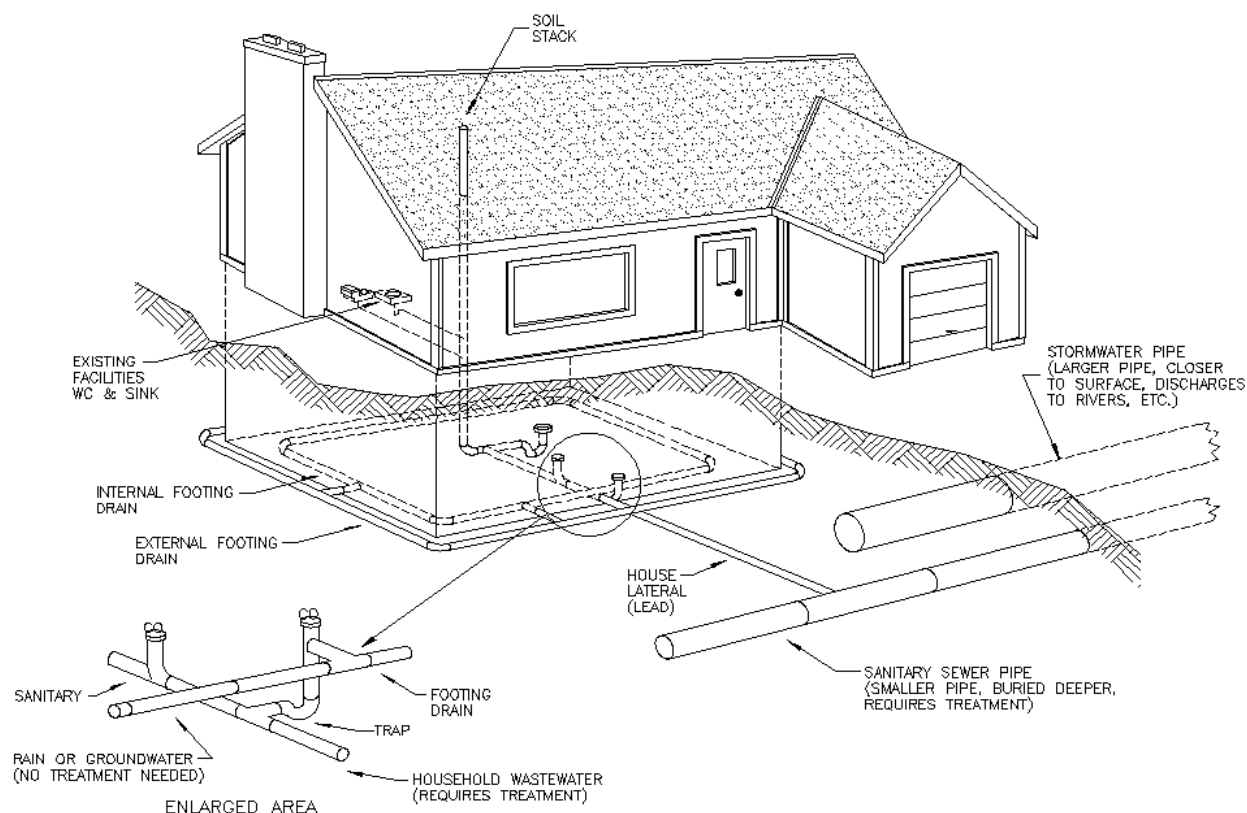 SOIL
STACK
EXISTING
FACILITIES
WC & SINK
STORMWATER PIPE
(LARGER PIPE, CLOSER
TO SURFACE, DISCHARGES
TO RIVERS, ETC.)
INTERNAL FOOTING
DRAIN
EXTERNAL FOOTING
DRAIN
HOUSE
LATERAL
(LEAD)
SANITARY SEWER PIPE
(SMALLER PIPE, BURIED DEEPER,
REQUIRES TREATMENT)
SANITARY
FOOTING
DRAIN
TRAP
RAIN OR GROUNDWATER
(NO TREATMENT NEEDED)
HOUSEHOLD WASTEWATER
(REQUIRES TREATMENT)
ENLARGED AREA